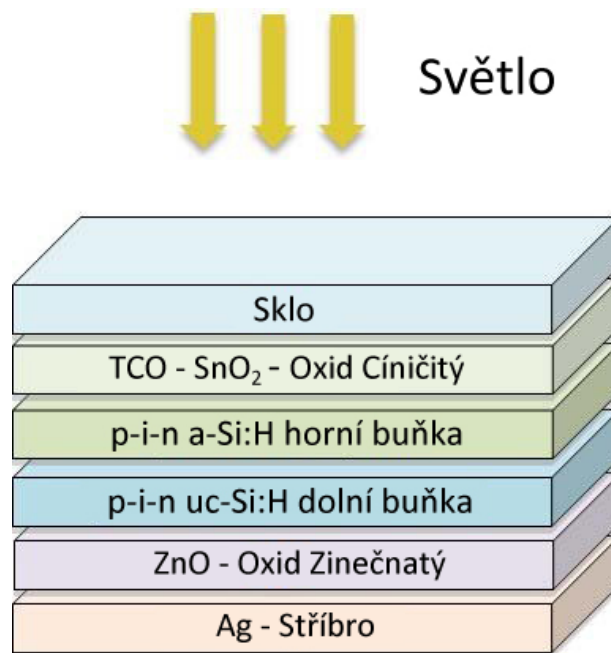 Světlo
Sklo
TCO - SnO₂ - Oxid Cíničitý
p-i-n a-Si:H horní buňka
p-i-n uc-Si:H dolní buňka
ZnO - Oxid Zinečnatý
Ag - Stříbro